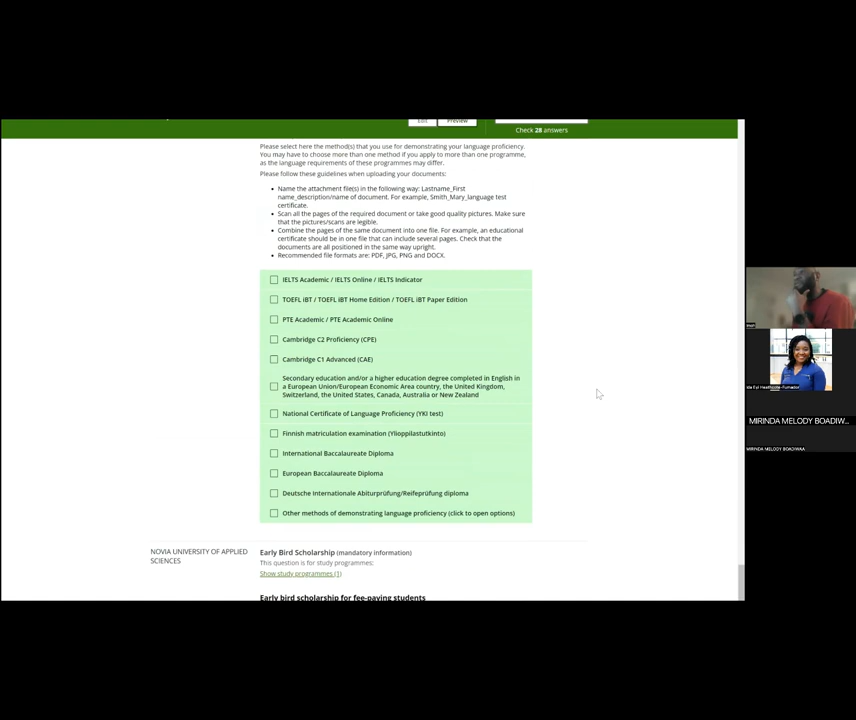 Edit
Preview
Check 28 answers
Please select here the method(s) that you use for demonstrating your language proficiency.
You may have to choose more than one method if you apply to more than one programme,
as the language requirements of these programmes may differ.
Please follow these guidelines when uploading your documents:
Name the attachment file(s) in the following way: Lastname_First
name_description/name of document. For example, Smith_Mary_language test
certificate.
Scan all the pages of the required document or take good quality pictures. Make sure
that the pictures/scans are legible.
Combine the pages of the same document into one file. For example, an educational
certificate should be in one file that can include several pages. Check that the
documents are all positioned in the same way upright.
Recommended file formats are: PDF, JPG, PNG and DOCX.
IELTS Academic / IELTS Online / IELTS Indicator
TOEFL iBT / TOEFL iBT Home Edition / TOEFL iBT Paper Edition
PTE Academic / PTE Academic Online
Cambridge C2 Proficiency (CPE)
Cambridge C1 Advanced (CAE)
Secondary education and/or a higher education degree completed in English in
a European Union/European Economic Area country, the United Kingdom,
Switzerland, the United States, Canada, Australia or New Zealand
National Certificate of Language Proficiency (YKI test)
Finnish matriculation examination (Ylioppilastutkinto)
International Baccalaureate Diploma
European Baccalaureate Diploma
Deutsche Internationale Abiturprüfung/Reifeprüfung diploma
Other methods of demonstrating language proficiency (click to open options)
NOVIA UNIVERSITY OF APPLIED
SCIENCES
Early Bird Scholarship (mandatory information)
This question is for study programmes:
Show study programmes (1)
Early bird scholarship for fee-paying students
MIRINDA MELODY BOADIW...
MIRINDA MELODY BOADIWAA